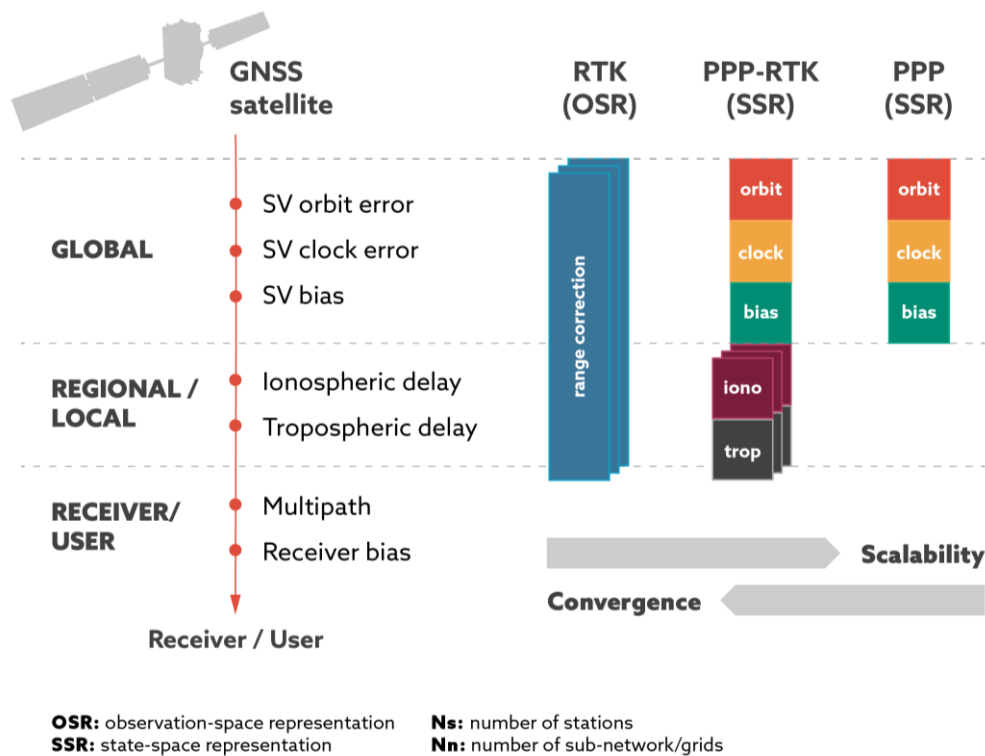 GNSS
satellite
RTK
(OSR)
PPP-RTK
(SSR)
PPP
(SSR)
GLOBAL
SV orbit error
SV clock error
SV bias
REGIONAL /
LOCAL
Ionospheric delay
Tropospheric delay
RECEIVER/
USER
Multipath
Receiver bias
Receiver / User
range correction
orbit
clock
bias
iono
trop
orbit
clock
bias
Scalability
Convergence
OSR: observation-space representation
SSR: state-space representation
Ns: number of stations
Nn: number of sub-network/grids